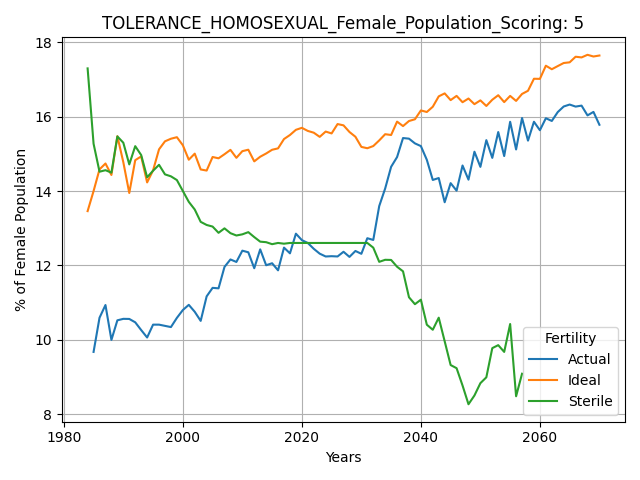 TOLERANCE_HOMOSEXUAL_Female_Population_Scoring: 5
% of Female Population
18
16
14
12
10
8
1980
2000
2020
2040
2060
Years
Fertility
Actual
Ideal
Sterile